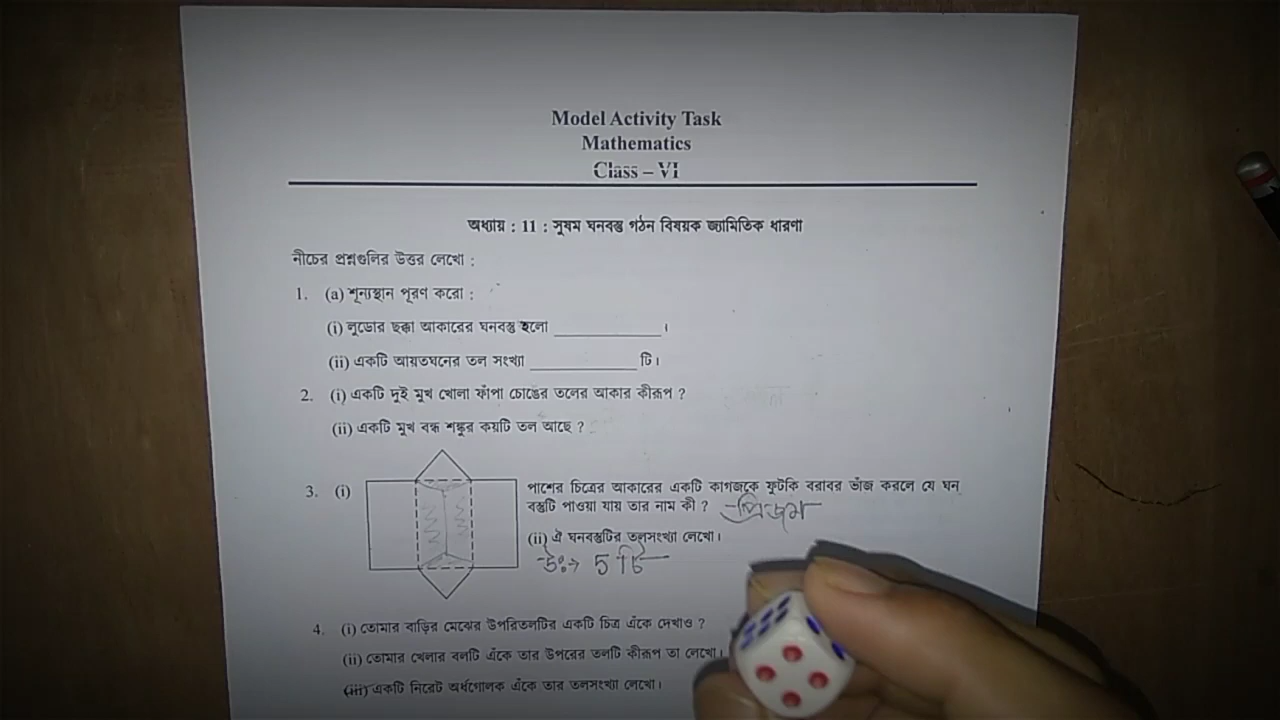 Model Activity Task
Mathematics
Class – VI
অধ্যায় : 11 : সুষম ঘনবস্তু গঠন বিষয়ক জ্যামিতিক ধারণা
নীচের প্রশ্নগুলির উত্তর লেখো :
1. (a) শূন্যস্থান পূরণ করো :
(i) লুডোর ছক্কা আকারের ঘনবস্তু হলো ____________ ।
(ii) একটি আয়তঘনের তল সংখ্যা ____________ টি।
2. (i) একটি দুই মুখ খোলা ফাঁপা চোঙের তলের আকার কীরূপ ?
(ii) একটি মুখ বন্ধ শঙ্কুর কয়টি তল আছে ?
3. (i) পাশের চিত্রের আকারের একটি কাগজকে ফুটকি বরাবর ভাঁজ করলে যে ঘন
বস্তুটি পাওয়া যায় তার নাম কী ? প্রিজম
(ii) ঐ ঘনবস্তুটির তলসংখ্যা লেখো।
উঃ→ 5 টি
4. (i) তোমার বাড়ির মেঝের উপরিতলটির একটি চিত্র এঁকে দেখাও ?
(ii) তোমার খেলার বলটি এঁকে তার উপরের তলটি কীরূপ তা লেখো।
(iii) একটি নিরেট অর্ধগোলক এঁকে তার তলসংখ্যা লেখো।